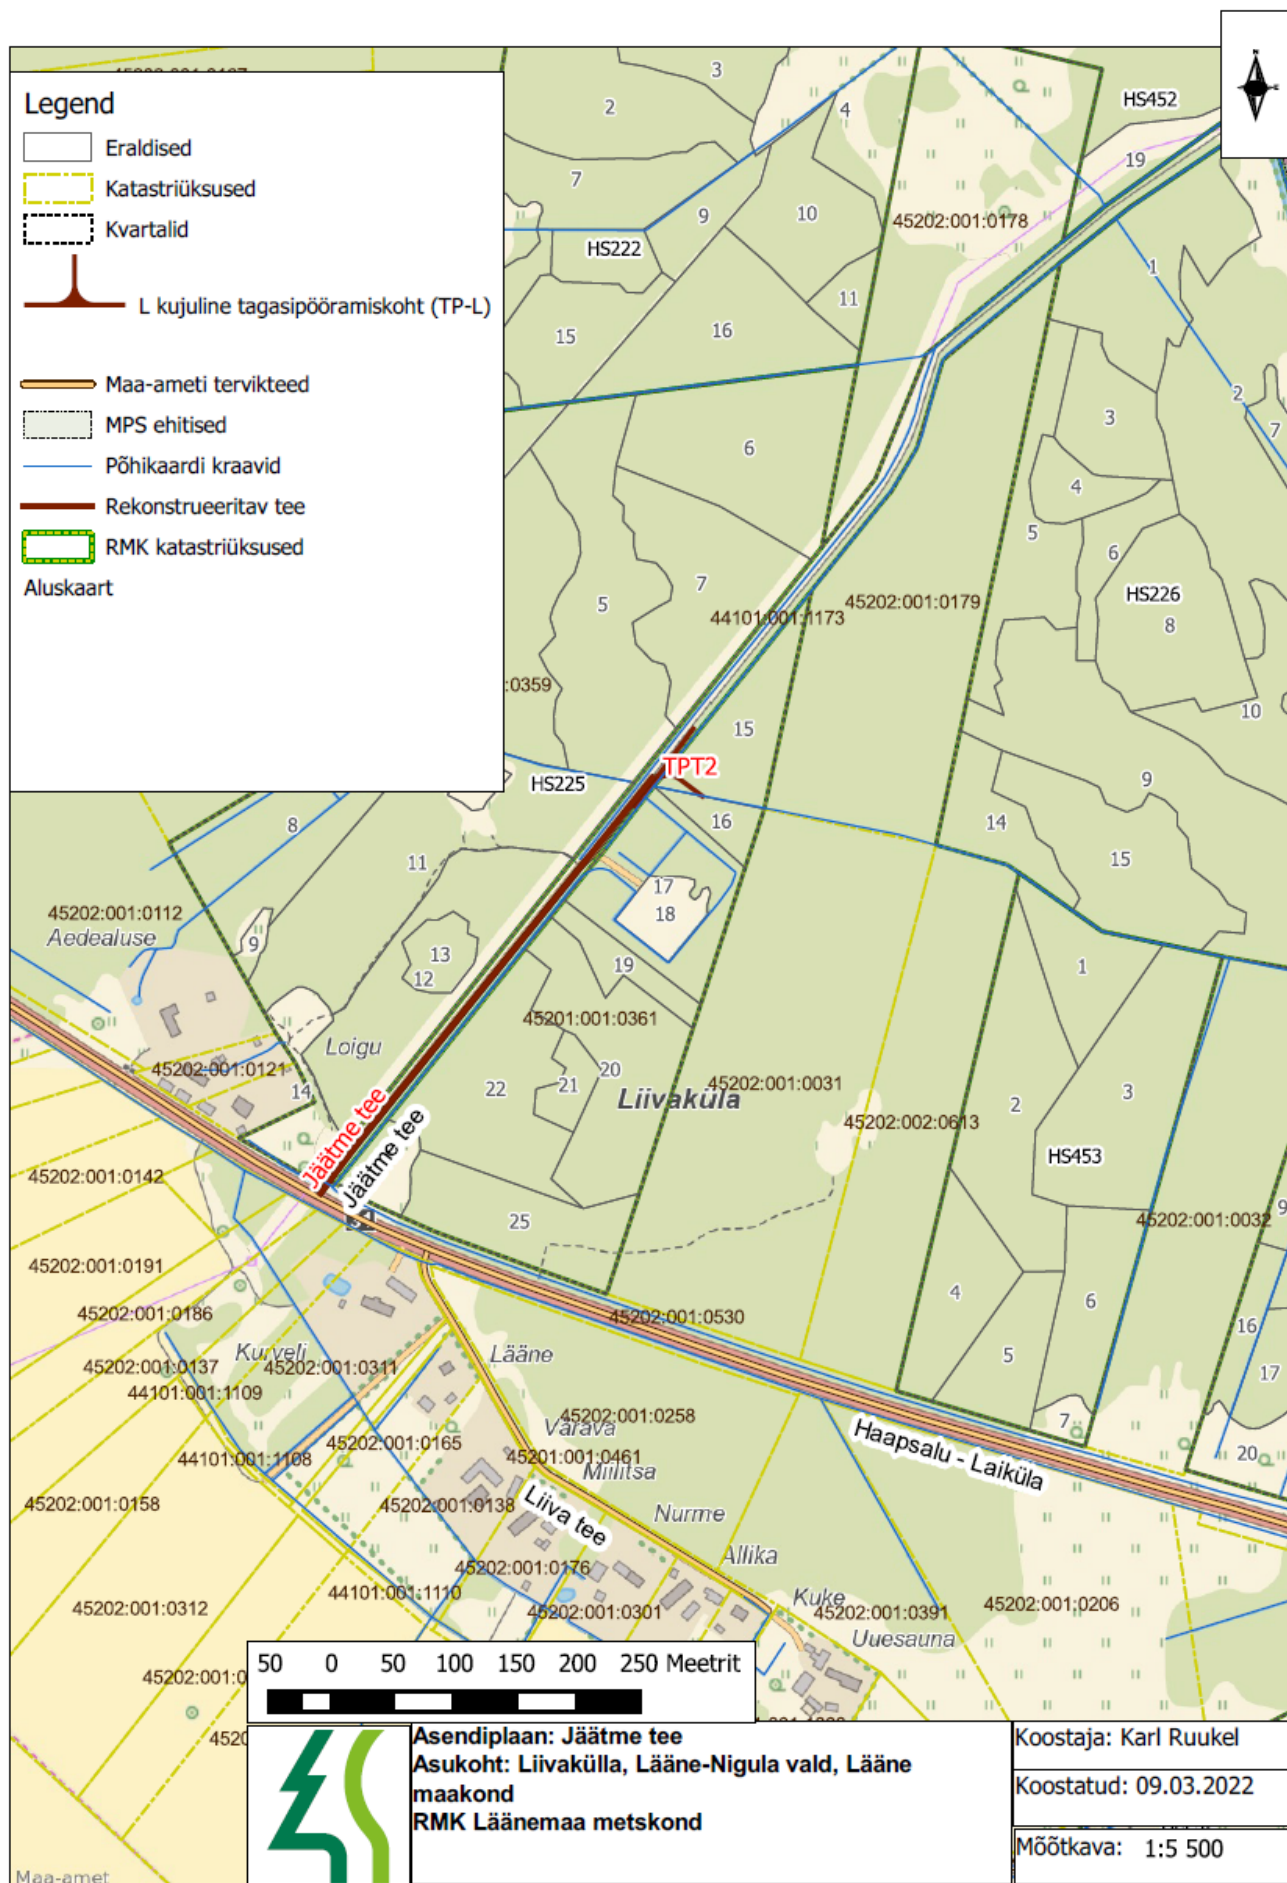 Legend
Eraldised
Katastriüksused
Kvartalid
L kujuline tagasipööramiskoht (TP-L)
Maa-ameti tervikteed
MPS ehitised
Põhikaardi kraavid
Rekonstrueeritav tee
RMK katastriüksused
Aluskaart
N
E
3
2
4
HS452
19
7
9
10
45202:001:0178
HS222
1
11
15
16
2
3
7
6
4
5
6
7
5
HS226
45202:001:0179
44101:001:1173
8
:0359
10
15
TPT2
HS225
9
16
14
8
15
11
17
18
45202:001:0112
Aedealuse
9
13
12
19
1
45201:001:0361
Loigu
45202:001:0121
20
14
22
21
45202:001:0031
Liivaküla
2
3
45202:002:0613
Jäätme tee
Jäätme tee
HS453
45202:001:0142
25
45202:001:0032
9
45202:001:0191
4
6
45202:001:0186
45202:001:0530
16
Kurveli
Lääne
5
45202:001:0137
45202:001:0311
17
44101:001:1109
45202:001:0258
7
Värava
45202:001:0165
Haapsalu - Laiküla
44101:001:1108
45201:001:0461
20
Miilitsa
45202:001:0158
45202:001:0138
Liiva tee
Nurme
Allika
45202:001:0176
44101:001:1110
Kuke
45202:001:0312
45202:001:0301
45202:001:0391
45202:001:0206
Uuesauna
45202:001:0
50 0 50 100 150 200 250 Meetrit
4520
Asendiplaan: Jäätme tee
Asukoht: Liivakülla, Lääne-Nigula vald, Lääne
maakond
RMK Läänemaa metskond
Koostaja: Karl Ruukel
Koostatud: 09.03.2022
Mõõtkava: 1:5 500
Maa-amet